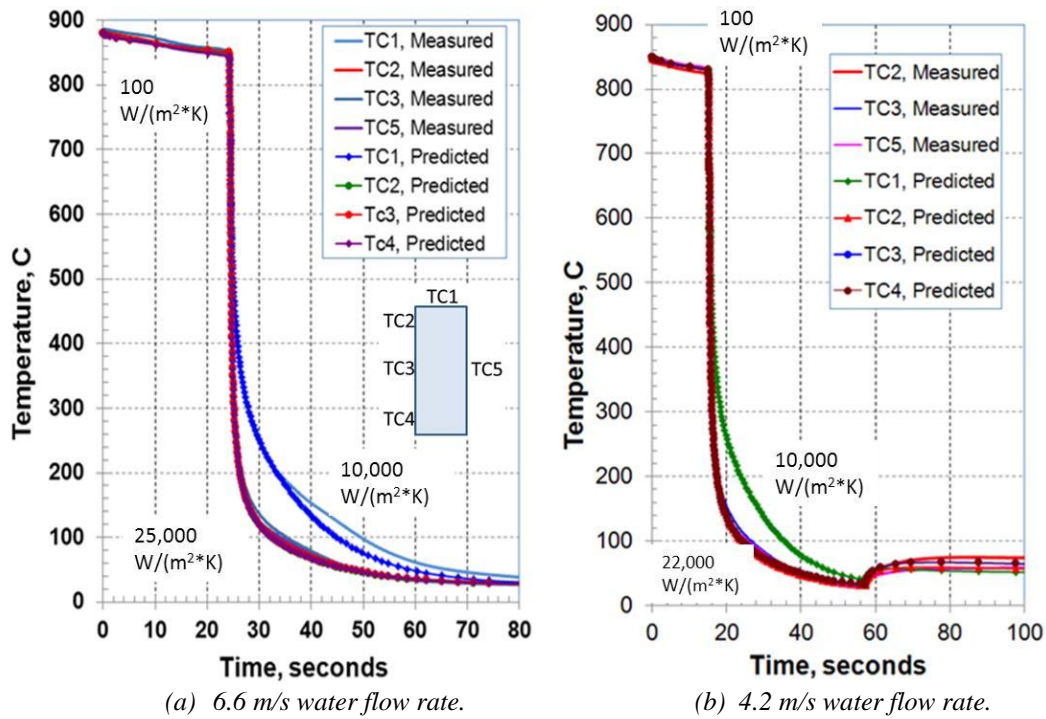 900
800
700
600
500
400
300
200
100
0
Temperature, C
0 10 20 30 40 50 60 70 80
Time, seconds
100
W/(m²*K)
25,000
W/(m²*K)
10,000
W/(m²*K)
TC1, Measured
TC2, Measured
TC3, Measured
TC5, Measured
TC1, Predicted
TC2, Predicted
Tc3, Predicted
Tc4, Predicted
TC1
TC2
TC3
TC5
TC4
(a) 6.6 m/s water flow rate.
900
800
700
600
500
400
300
200
100
0
Temperature, C
0 20 40 60 80 100
Time, seconds
100
W/(m²*K)
22,000
W/(m²*K)
10,000
W/(m²*K)
TC2, Measured
TC3, Measured
TC5, Measured
TC1, Predicted
TC2, Predicted
TC3, Predicted
TC4, Predicted
(b) 4.2 m/s water flow rate.